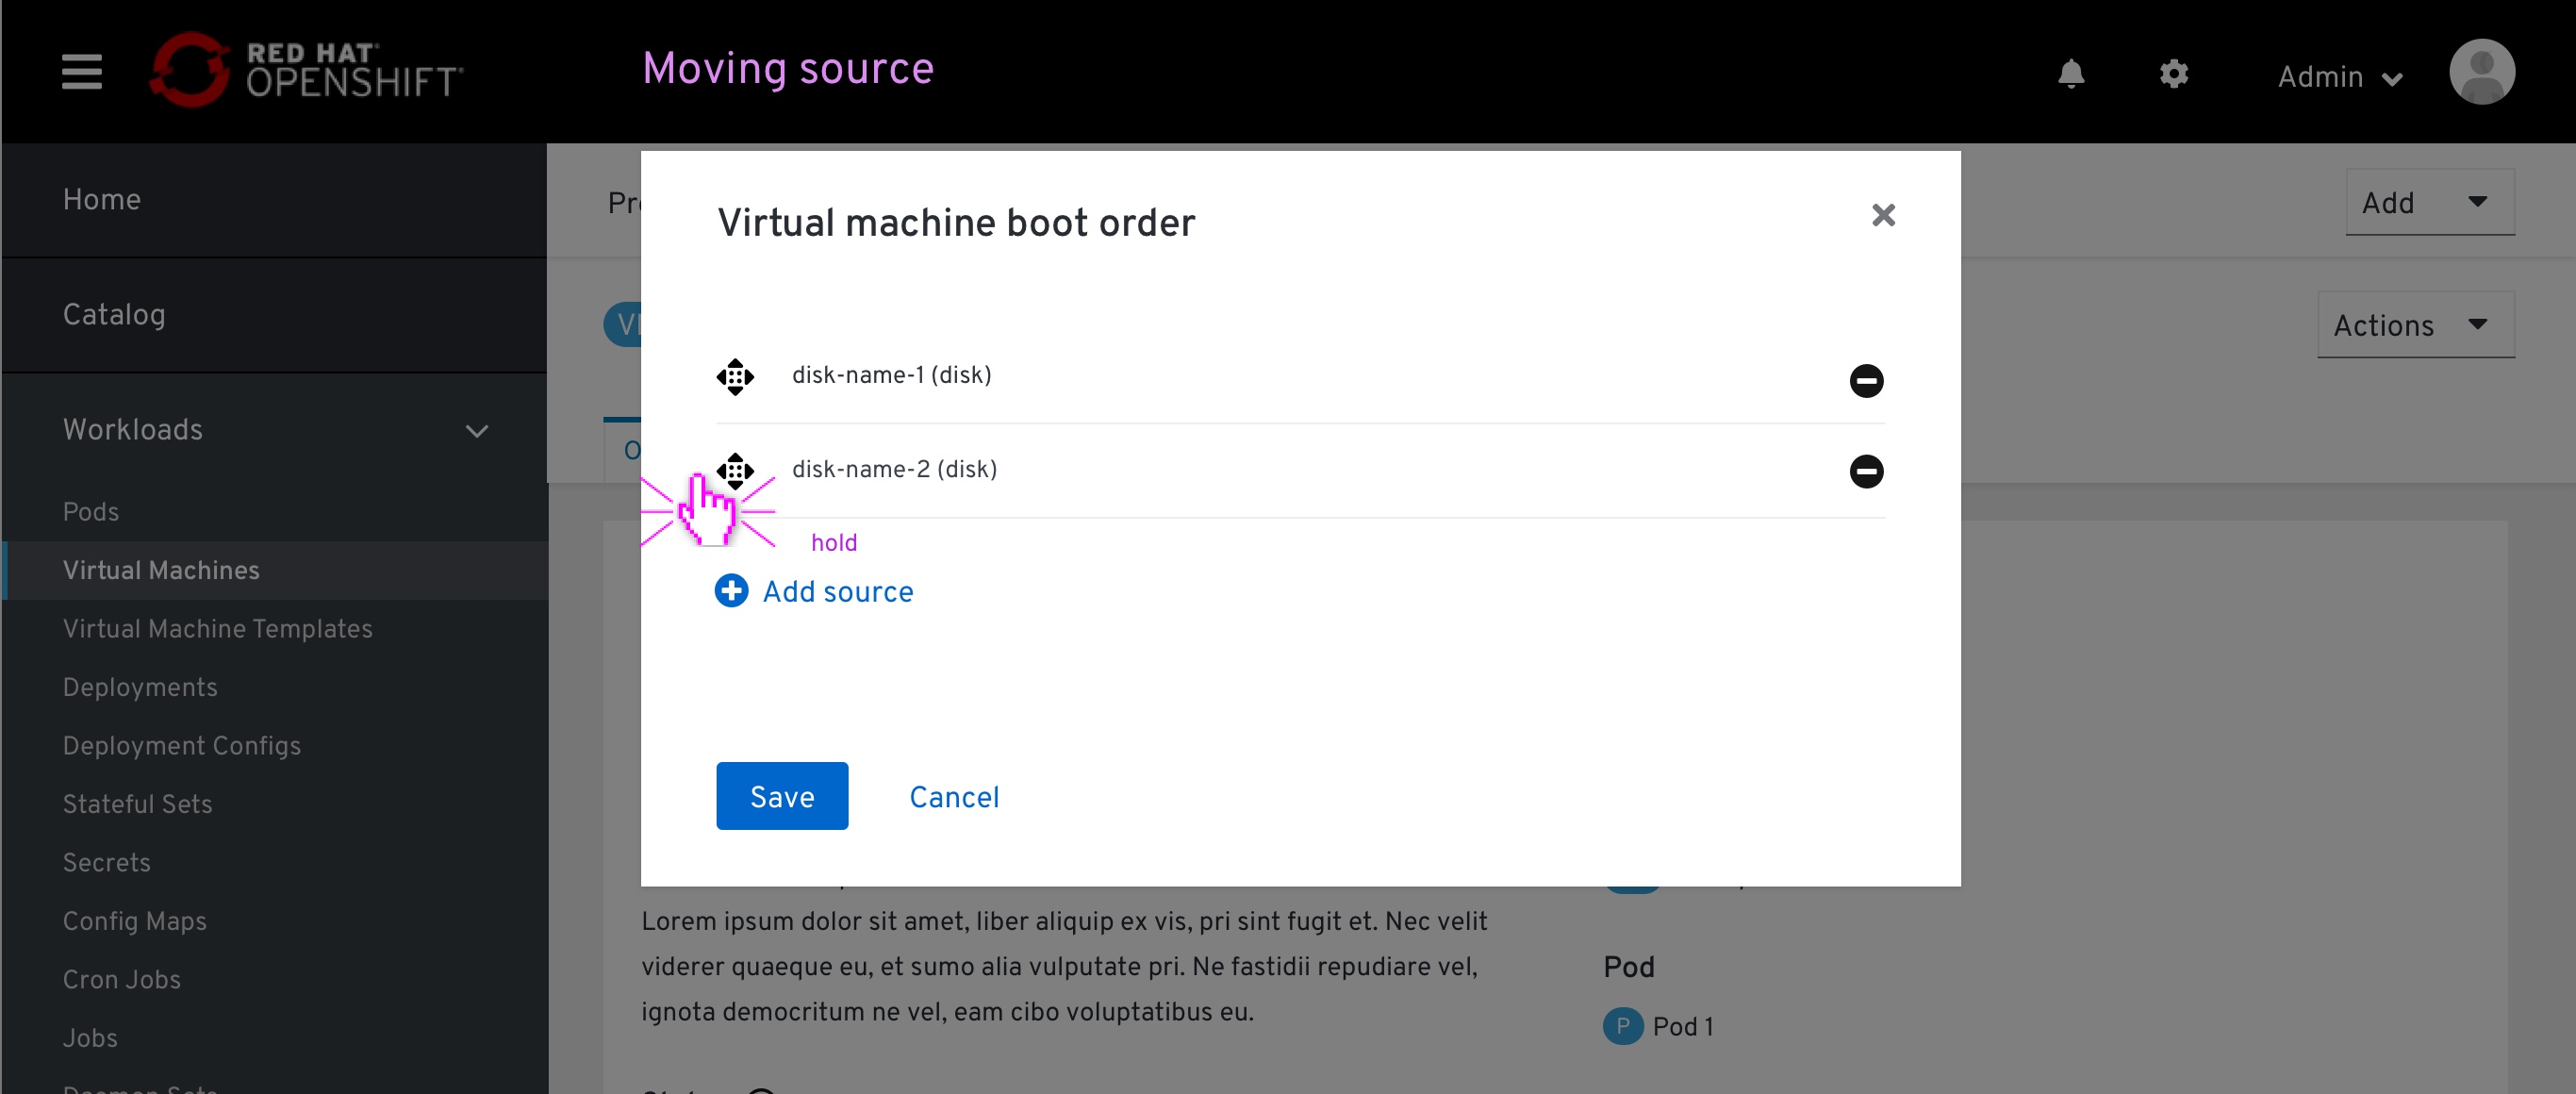 RED HAT
OPENSHIFT
Moving source
Admin
Home
Catalog
Workloads
Pods
Virtual Machines
Virtual Machine Templates
Deployments
Deployment Configs
Stateful Sets
Secrets
Config Maps
Cron Jobs
Jobs
Add
Actions
Virtual machine boot order
disk-name-1 (disk)
disk-name-2 (disk)
hold
Add source
Save
Cancel
Lorem ipsum dolor sit amet, liber aliquip ex vis, pri sint fugit et. Nec velit
viderer quaeque eu, et sumo alia vulputate pri. Ne fastidii repudiare vel,
ignota democritum ne vel, eam cibo voluptatibus eu.
Pod
P Pod 1